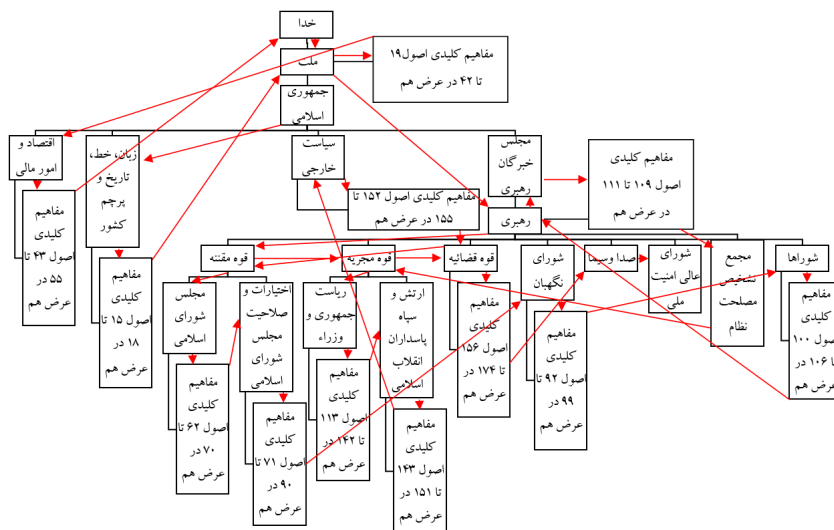 خدا
ملت
مفاهیم کلیدی اصول۱۹
تا ۴۲ در عرض هم
جمهوری
اسلامی
مجلس
خبرگان
رهبری
سیاست
خارجی
زبان، خط،
تاریخ و
پرچم
کشور
اقتصاد و
امور مالی
مفاهیم کلیدی
اصول ۱۰۹ تا ۱۱۱
در عرض هم
مفاهیم کلیدی اصول ۱۵۲ تا
۱۵۵ در عرض هم
مفاهیم
کلیدی
اصول ۴۳ تا
۵۵ در
عرض هم
رهبری
مفاهیم
کلیدی
اصول ۱۵ تا
۱۸ در
عرض هم
شوراها
مجمع
تشخیص
مصلحت
نظام
شورای
عالی امنیت
ملی
صدا وسیما
شورای
نگهبان
قوه قضائیه
قوه مجریه
قوه مقننه
مفاهیم
کلیدی
اصول ۱۰۰
تا ۱۰۶ در
عرض هم
مفاهیم
کلیدی
اصول ۹۲ تا
۹۹ در
عرض هم
مفاهیم
کلیدی
اصول ۱۵۶
تا ۱۷۴ در
عرض هم
ارتش و
سپاه
پاسداران
انقلاب
اسلامی
ریاست
جمهوری و
وزراء
اختیارات و
صلاحیت
مجلس
شورای
اسلامی
مجلس
شورای
اسلامی
مفاهیم
کلیدی
اصول ۱۴۳
تا ۱۵۱ در
عرض هم
مفاهیم
کلیدی
اصول ۱۱۳
تا ۱۴۲ در
عرض هم
مفاهیم
کلیدی
اصول ۷۱ تا
۹۰ در
عرض هم
مفاهیم
کلیدی
اصول ۶۲ تا
۷۰ در
عرض هم